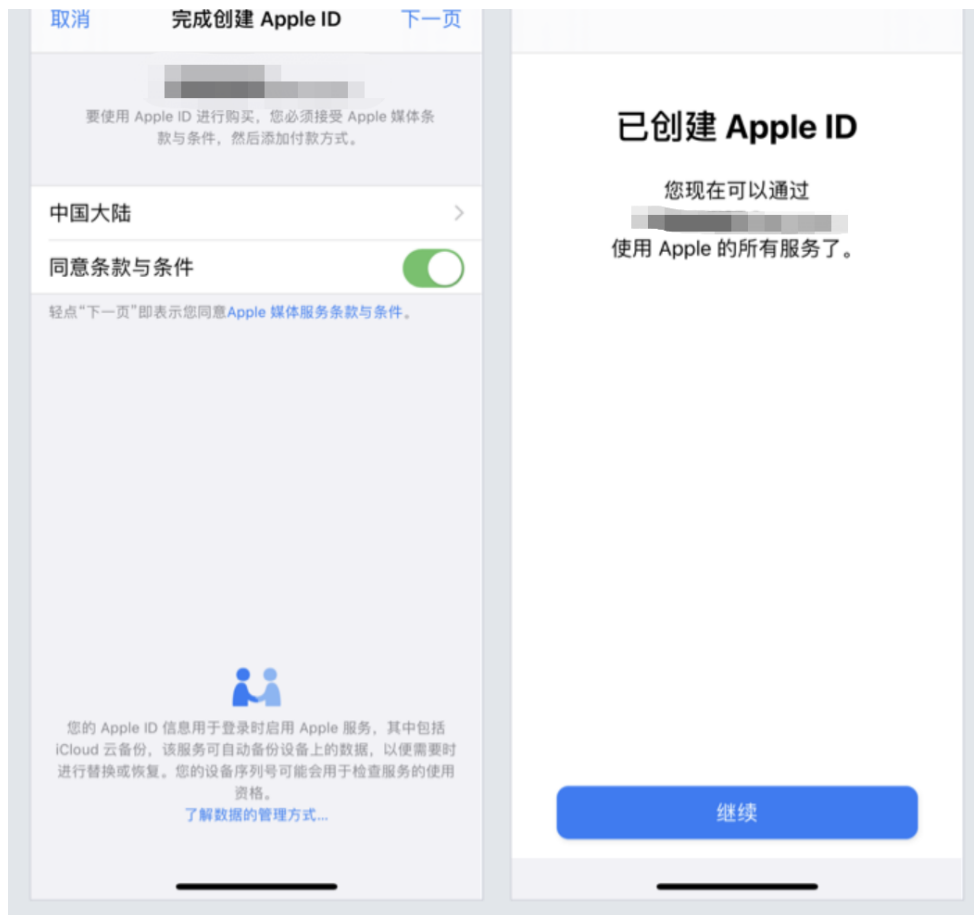 取消 完成创建 Apple ID 下一页
要使用 Apple ID 进行购买，您必须接受 Apple 媒体条
款与条件，然后添加付款方式。
中国大陆
同意条款与条件
轻点“下一页”即表示您同意Apple 媒体服务条款与条件。
您的 Apple ID 信息用于登录时启用 Apple 服务，其中包括
iCloud 云备份，该服务可自动备份设备上的数据，以便需要时
进行替换或恢复。您的设备序列号可能会用于检查服务的使用
资格。
了解数据的管理方式...
已创建 Apple ID
您现在可以通过
使用 Apple 的所有服务了。
继续